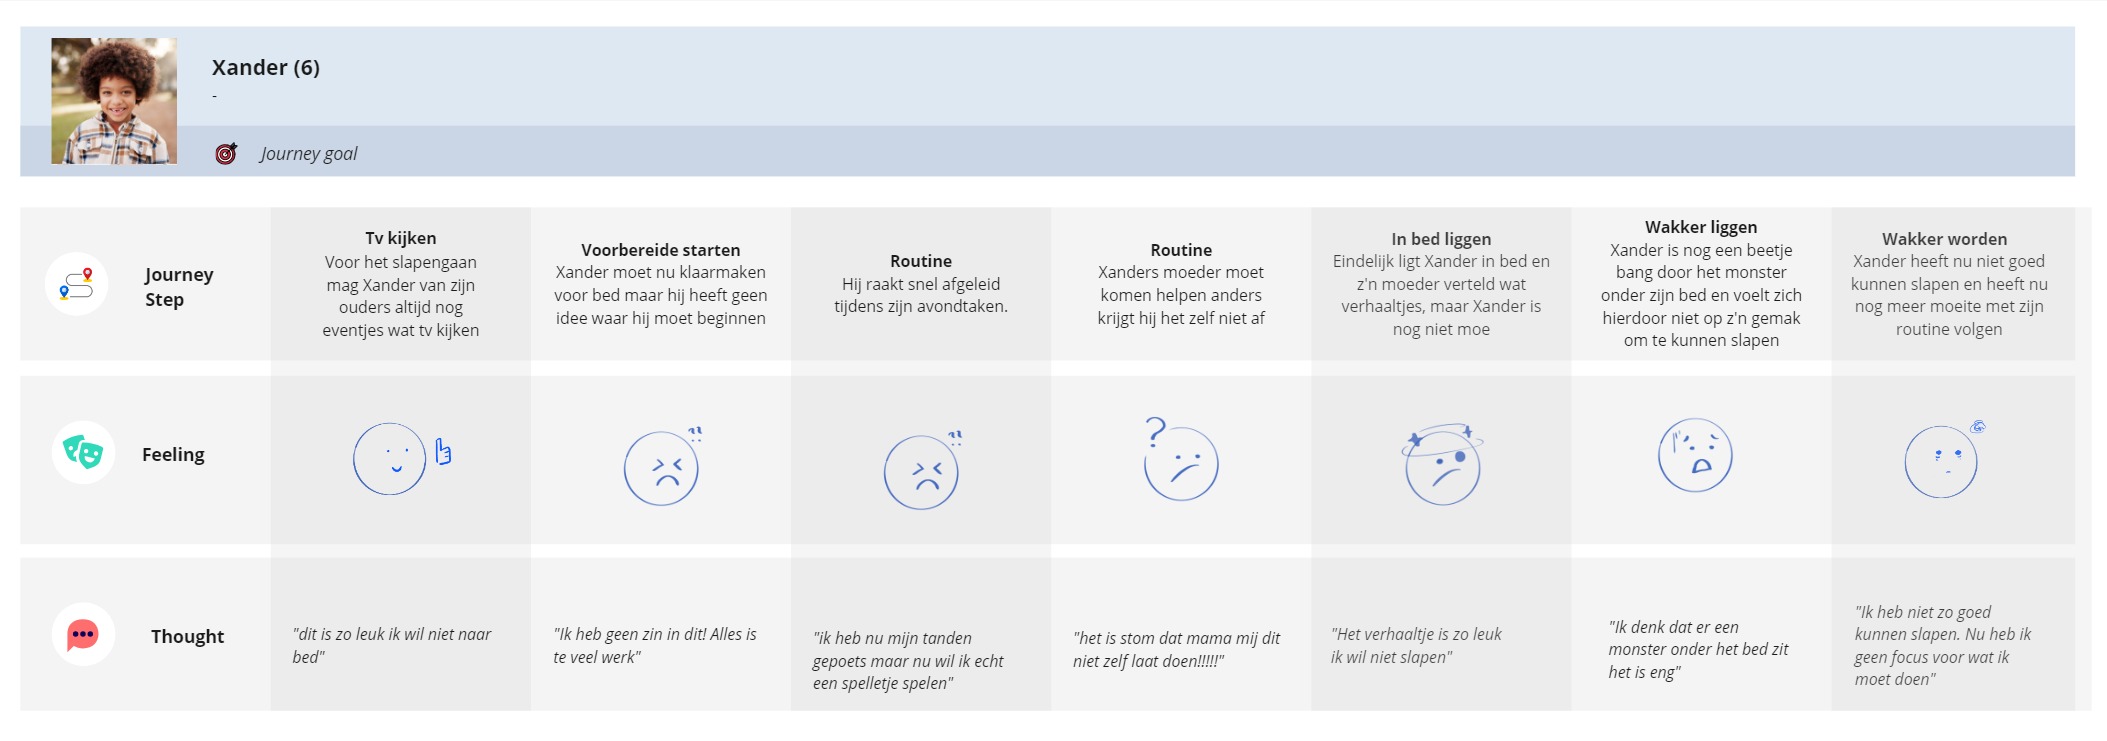 Xander (6)
-
Journey goal
Journey
Step
Tv kijken
Voor het slapengaan
mag Xander van zijn
ouders altijd nog
eventjes wat tv kijken
Voorbereide starten
Xander moet nu klaarmaken
voor bed maar hij heeft geen
idee waar hij moet beginnen
Routine
Hij raakt snel afgeleid
tijdens zijn avondtaken.
Routine
Xanders moeder moet
komen helpen anders
krijgt hij het zelf niet af
In bed liggen
Eindelijk ligt Xander in bed en
z'n moeder verteld wat
verhaaltjes, maar Xander is
nog niet moe
Wakker liggen
Xander is nog een beetje
bang door het monster
onder zijn bed en voelt zich
hierdoor niet op z'n gemak
om te kunnen slapen
Wakker worden
Xander heeft nu niet goed
kunnen slapen en heeft nu
nog meer moeite met zijn
routine volgen
Feeling
?
Thought
"dit is zo leuk ik wil niet naar
bed"
"Ik heb geen zin in dit! Alles is
te veel werk"
"ik heb nu mijn tanden
gepoets maar nu wil ik echt
een spelletje spelen"
"het is stom dat mama mij dit
niet zelf laat doen!!!!!"
"Het verhaaltje is zo leuk
ik wil niet slapen"
"Ik denk dat er een
monster onder het bed zit
het is eng"
"Ik heb niet zo goed
kunnen slapen. Nu heb ik
geen focus voor wat ik
moet doen"